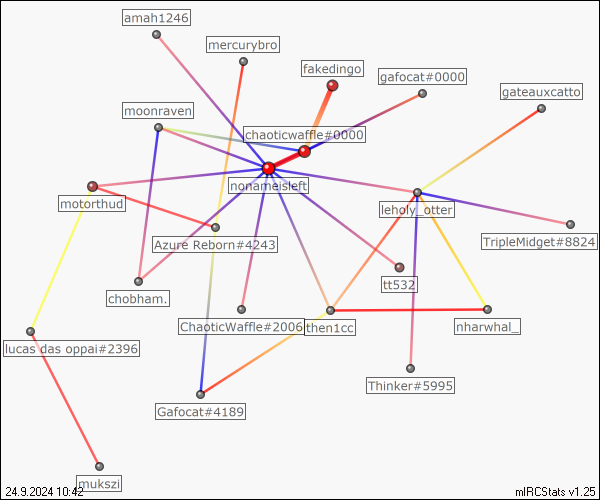 amah1246
mercurybro
fakedingo
gafocat#0000
gateauxcatto
moonraven
chaoticwaffle#0000
nonameisleft
motorthud
leholy_otter
Azure Reborn#4243
TripleMidget#8824
tt532
chobham.
ChaoticWaffle#2006
then1cc
nharwhal_
lucas das oppai#2396
Thinker#5995
Gafocat#4189
mukszi
24.9.2024 10:42
mIRCStats v1.25